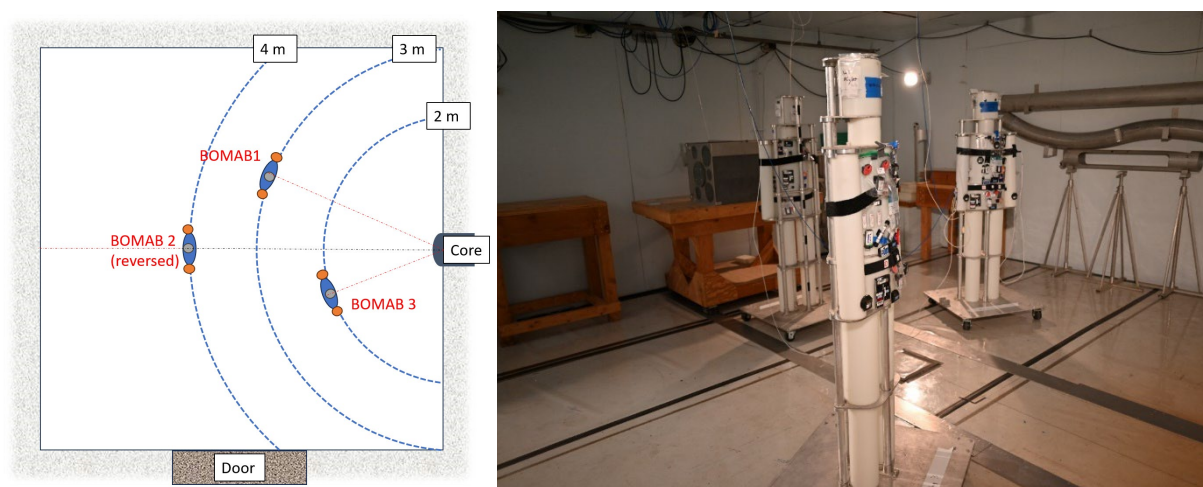 4 m
3 m
2 m
BOMAB1
BOMAB 2
(reversed)
Core
BOMAB 3
Door